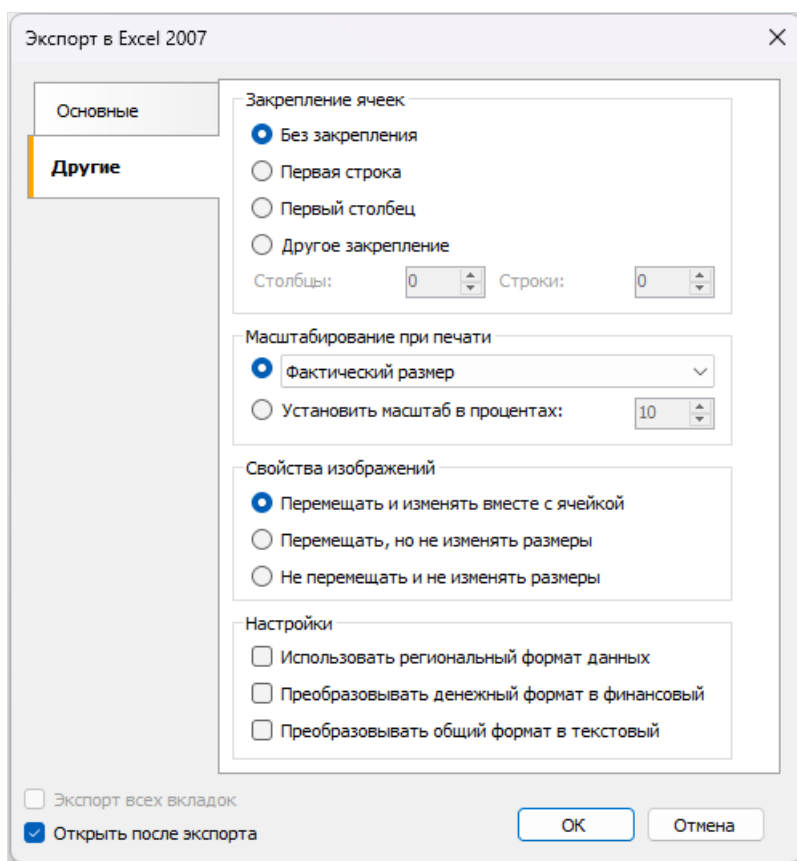 Экспорт в Excel 2007
Основные
Другие
Закрепление ячеек
Без закрепления
Первая строка
Первый столбец
Другое закрепление
Столбцы: 0 Строки: 0
Масштабирование при печати
Фактический размер
Установить масштаб в процентах: 10
Свойства изображений
Перемещать и изменять вместе с ячейкой
Перемещать, но не изменять размеры
Не перемещать и не изменять размеры
Настройки
Использовать региональный формат данных
Преобразовывать денежный формат в финансовый
Преобразовывать общий формат в текстовый
Экспорт всех вкладок
Открыть после экспорта
ОК Отмена